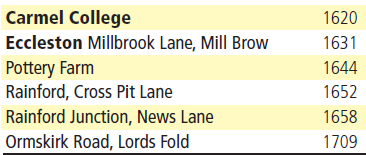 Carmel College 1620
Eccleston Millbrook Lane, Mill Brow 1631
Pottery Farm 1644
Rainford, Cross Pit Lane 1652
Rainford Junction, News Lane 1658
Ormskirk Road, Lords Fold 1709